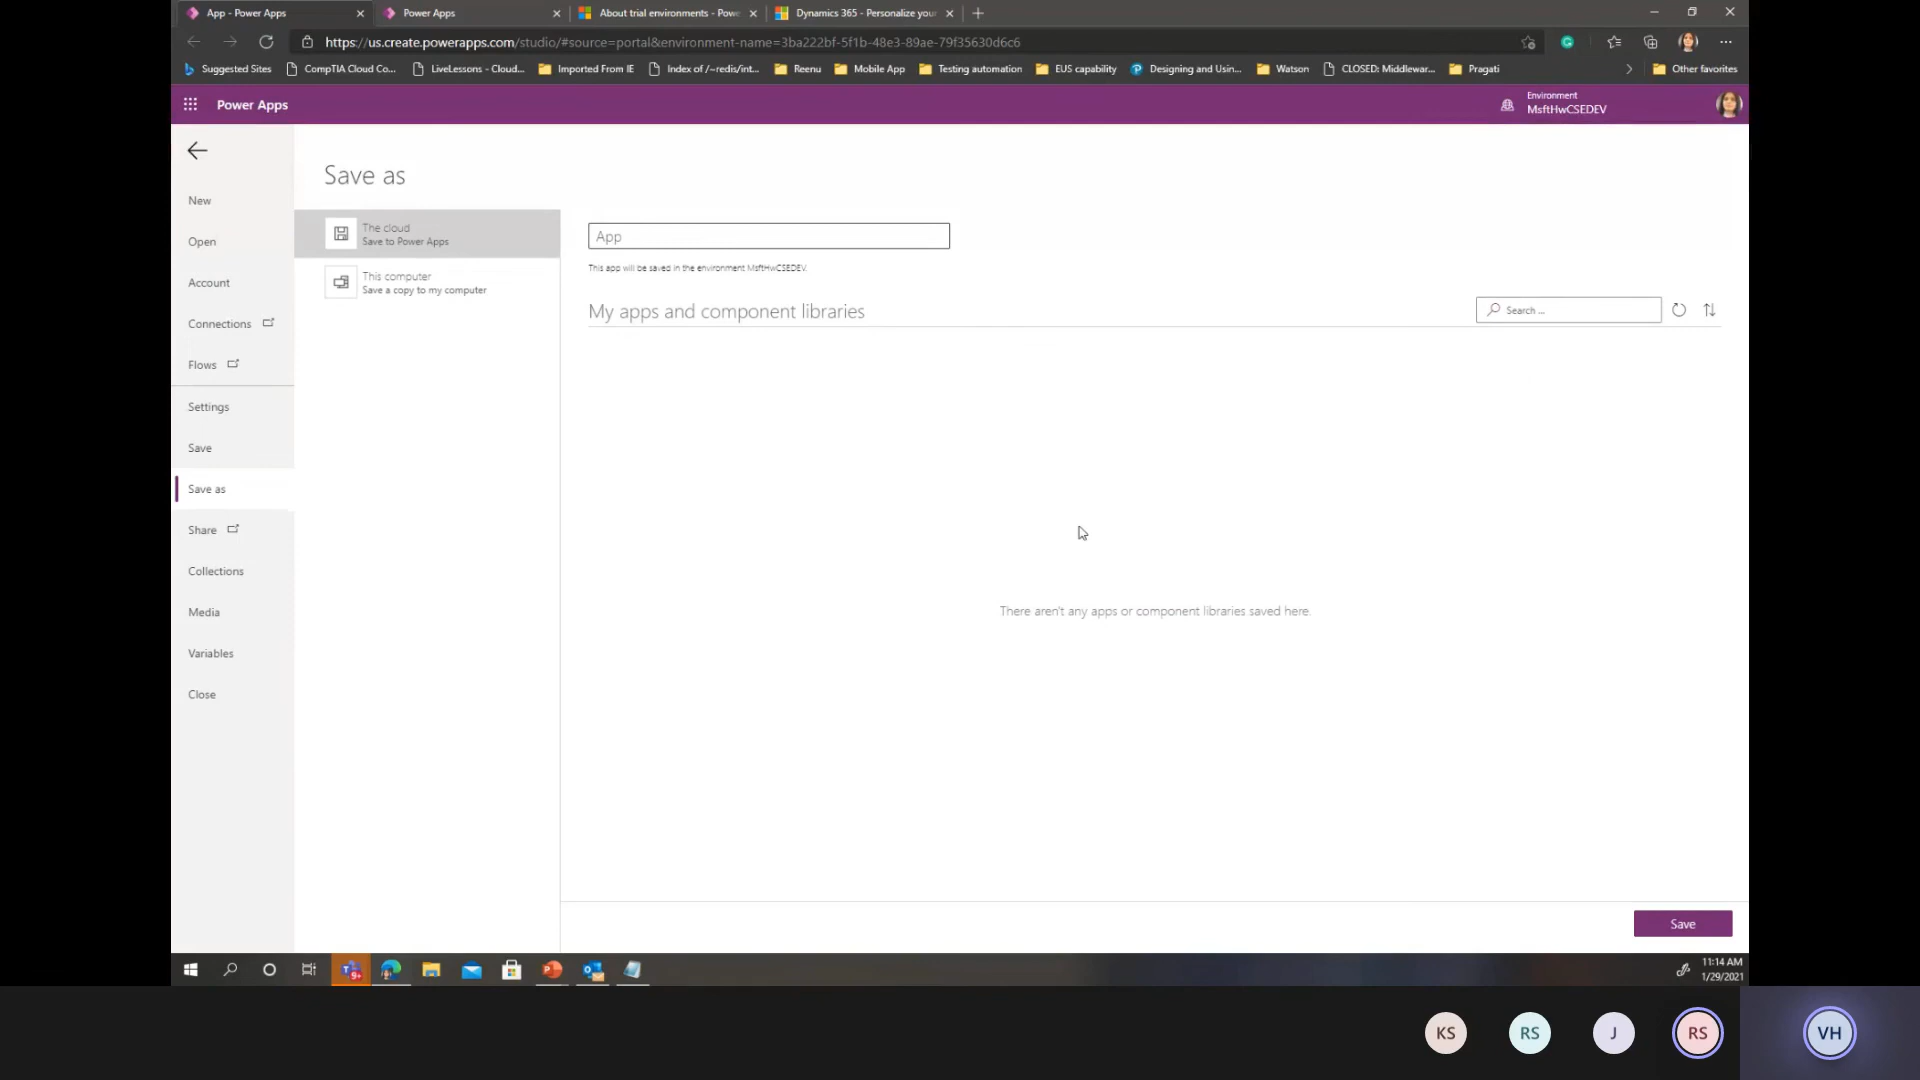 App - Power Apps
Power Apps
About trial environments - Powe
Dynamics 365 - Personalize your
https://us.create.powerapps.com/studio/#source=portal&environment-name=3ba222bf-5f1b-48e3-89ae-79f35630d6c6
Suggested Sites
CompTIA Cloud Co...
LiveLessons - Cloud...
Imported From IE
Index of /~redis/int...
Reenu
Mobile App
Testing automation
EUS capability
Designing and Usin...
Watson
CLOSED: Middlewar...
Pragati
Other favorites
Power Apps
Environment
MsftHwCSEDEV
New
Open
Account
Connections
Flows
Settings
Save
Save as
Share
Collections
Media
Variables
Close
Save as
The cloud
Save to Power Apps
This computer
Save a copy to my computer
App
This app will be saved in the environment MsftHwCSEDEV.
My apps and component libraries
Search ...
There aren't any apps or component libraries saved here.
Save
T
9+
11:14 AM
1/29/2021
KS
RS
J
RS
VH